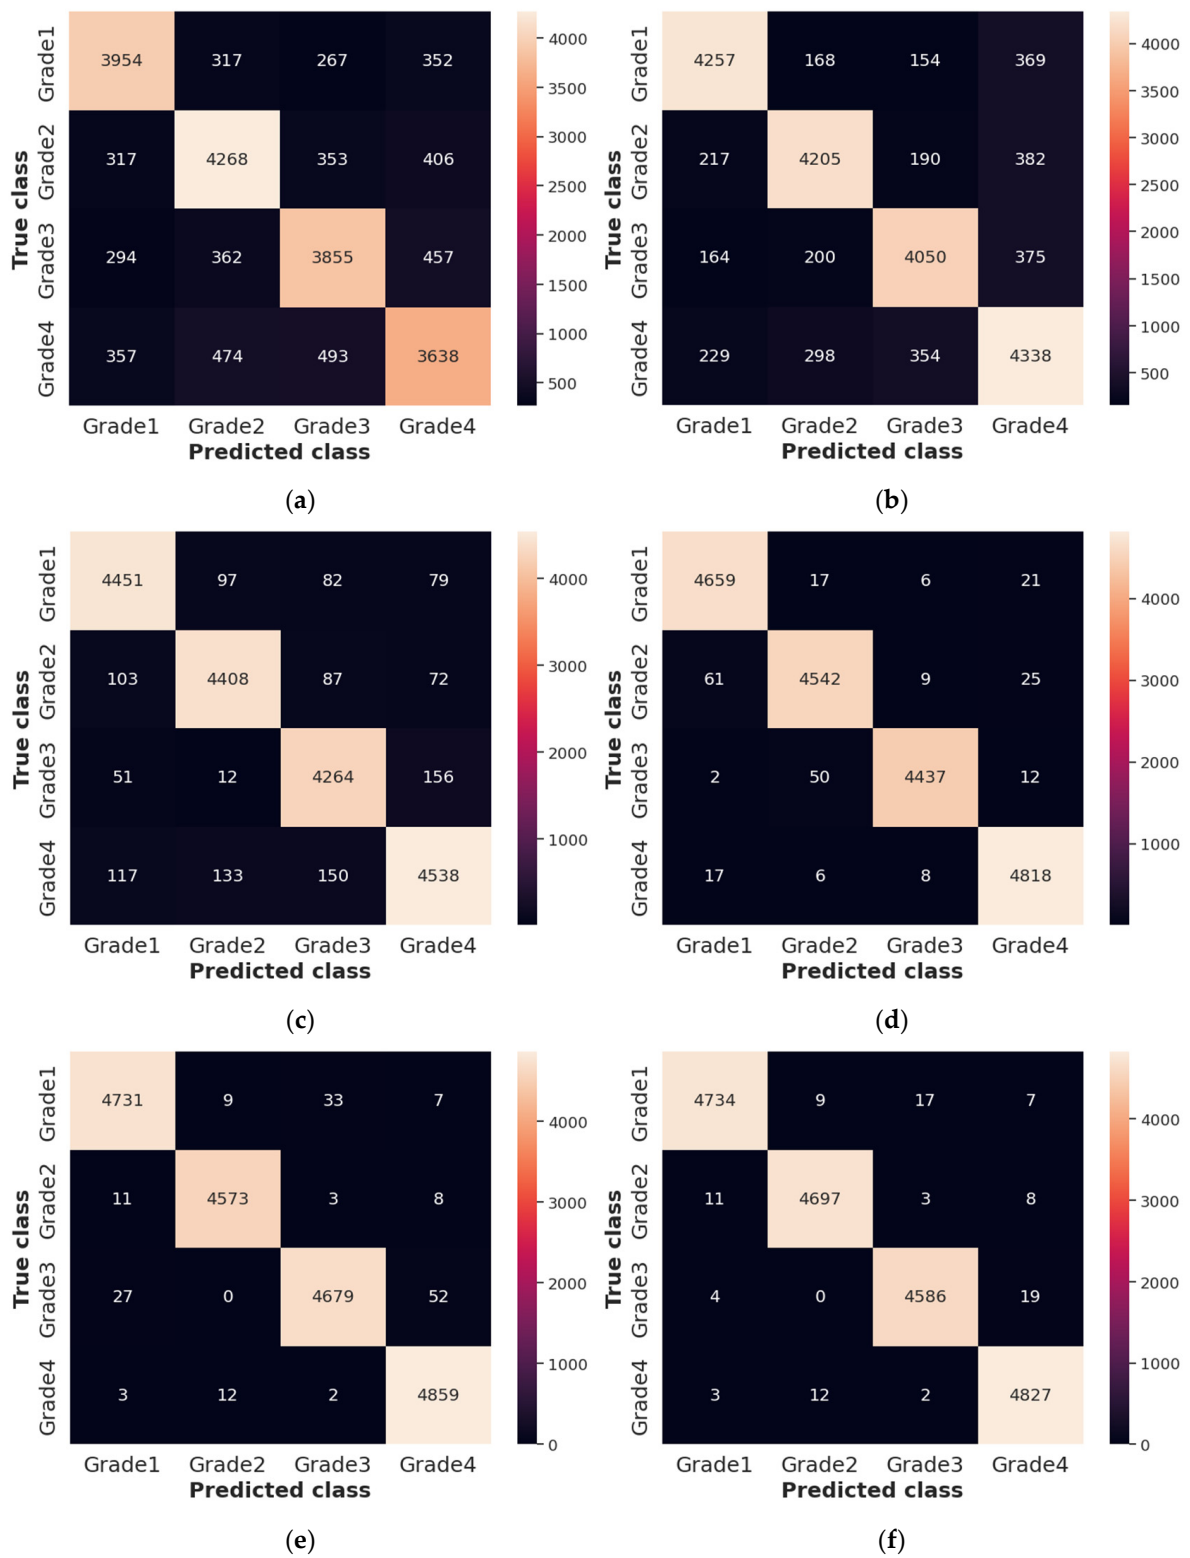 Grade1 3954 317 267 352
Grade2 317 4268 353 406
Grade3 294 362 3855 457
Grade4 357 474 493 3638
Grade1 Grade2 Grade3 Grade4
Predicted class
True class
4000
3500
3000
2500
2000
1500
1000
500
(a)
Grade1 4257 168 154 369
Grade2 217 4205 190 382
Grade3 164 200 4050 375
Grade4 229 298 354 4338
Grade1 Grade2 Grade3 Grade4
Predicted class
True class
4000
3500
3000
2500
2000
1500
1000
500
(b)
Grade1 4451 97 82 79
Grade2 103 4408 87 72
Grade3 51 12 4264 156
Grade4 117 133 150 4538
Grade1 Grade2 Grade3 Grade4
Predicted class
True class
4000
3000
2000
1000
(c)
Grade1 4659 17 6 21
Grade2 61 4542 9 25
Grade3 2 50 4437 12
Grade4 17 6 8 4818
Grade1 Grade2 Grade3 Grade4
Predicted class
True class
4000
3000
2000
1000
(d)
Grade1 4731 9 33 7
Grade2 11 4573 3 8
Grade3 27 0 4679 52
Grade4 3 12 2 4859
Grade1 Grade2 Grade3 Grade4
Predicted class
True class
4000
3000
2000
1000
0
(e)
Grade1 4734 9 17 7
Grade2 11 4697 3 8
Grade3 4 0 4586 19
Grade4 3 12 2 4827
Grade1 Grade2 Grade3 Grade4
Predicted class
True class
4000
3000
2000
1000
0
(f)